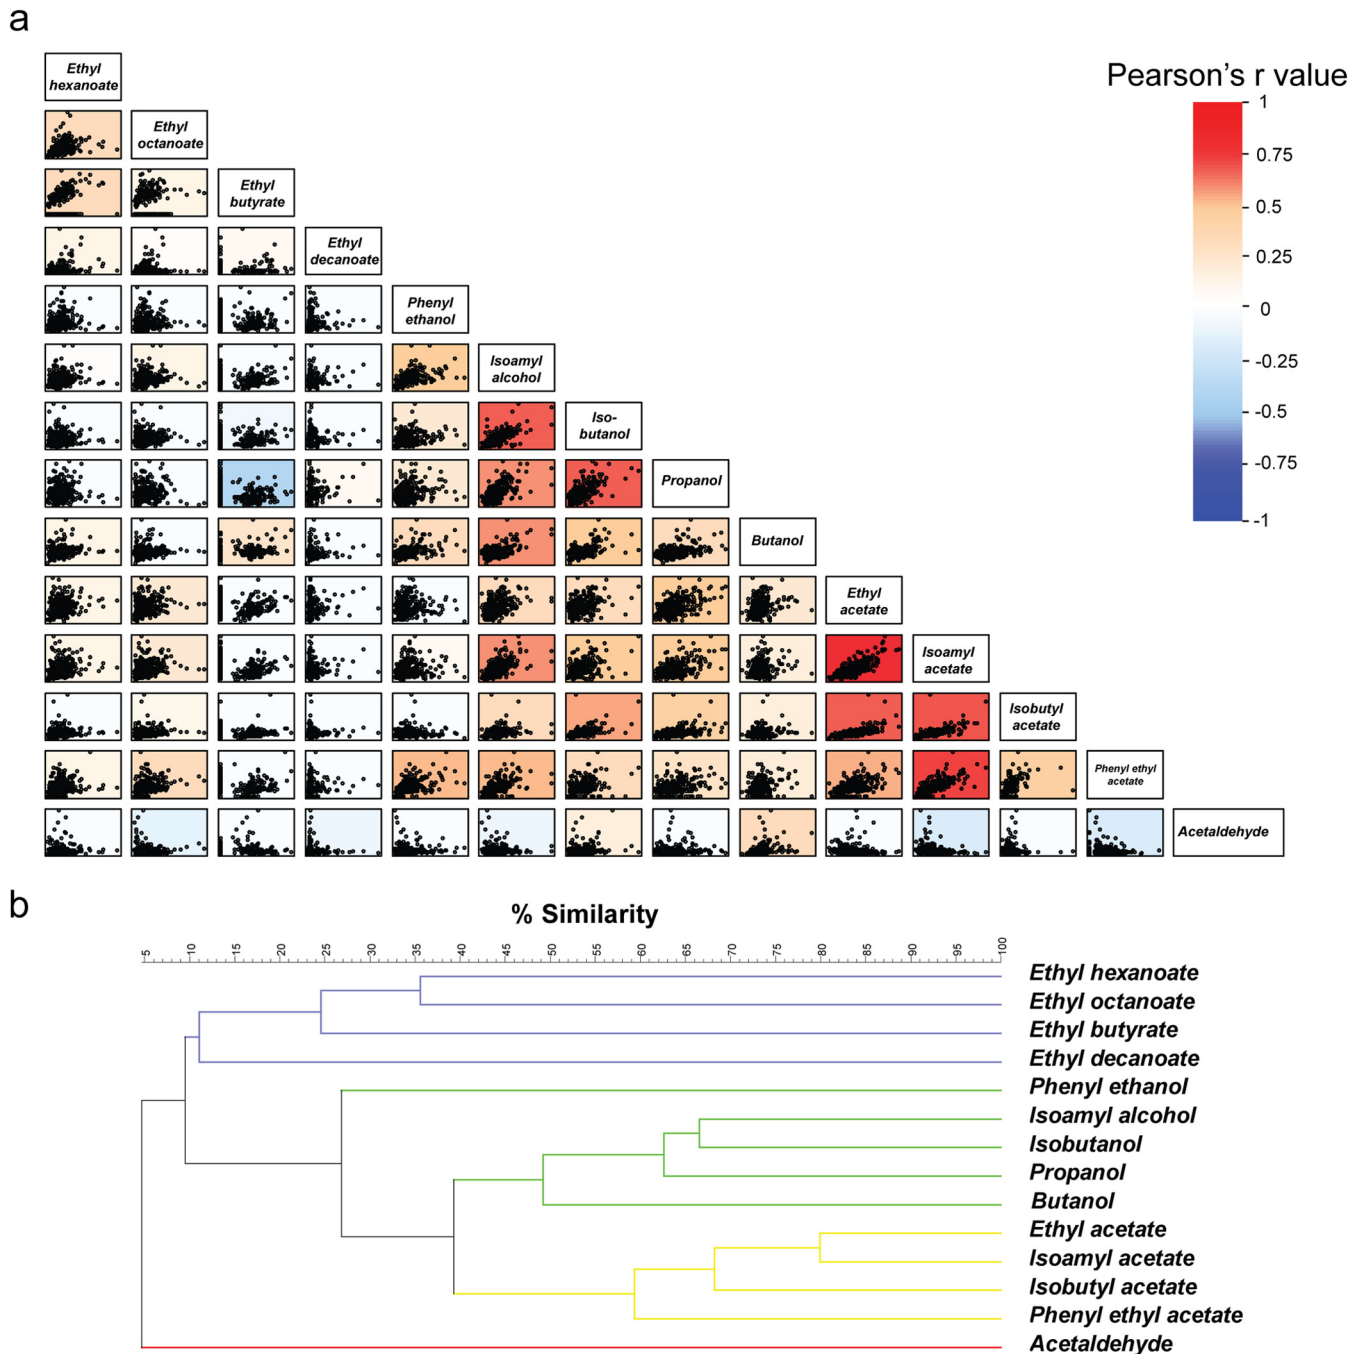 a
Pearson's r value
1
0.75
0.5
0.25
0
-0.25
-0.5
-0.75
-1
Ethyl
hexanoate
Ethyl
octanoate
Ethyl
butyrate
Ethyl
decanoate
Phenyl
ethanol
Isoamyl
alcohol
Iso-
butanol
Propanol
Butanol
Ethyl
acetate
Isoamyl
acetate
Isobutyl
acetate
Phenyl ethyl
acetate
Acetaldehyde
b
% Similarity
5 10 15 20 25 30 35 40 45 50 55 60 65 70 75 80 85 90 95 100
Ethyl hexanoate
Ethyl octanoate
Ethyl butyrate
Ethyl decanoate
Phenyl ethanol
Isoamyl alcohol
Isobutanol
Propanol
Butanol
Ethyl acetate
Isoamyl acetate
Isobutyl acetate
Phenyl ethyl acetate
Acetaldehyde